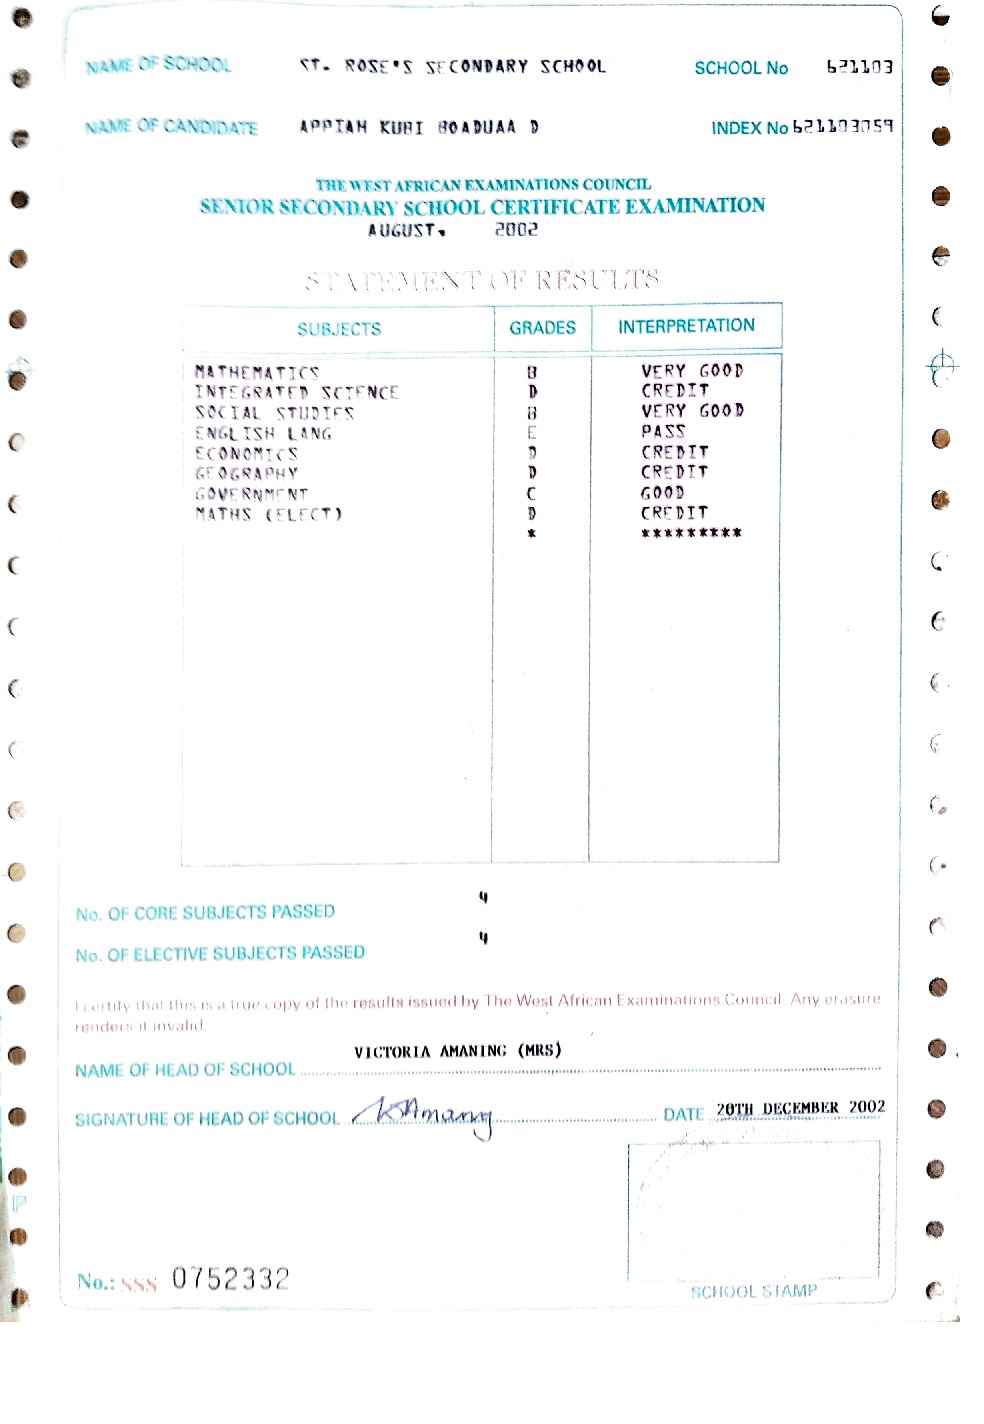 NAME OF SCHOOL ST. ROSE'S SECONDARY SCHOOL SCHOOL No 621103
NAME OF CANDIDATE APPIAH KUBI BOADUAA D INDEX No 621103059
THE WEST AFRICAN EXAMINATIONS COUNCIL
SENIOR SECONDARY SCHOOL CERTIFICATE EXAMINATION
AUGUST, 2002
STATEMENT OF RESULTS
SUBJECTS GRADES INTERPRETATION
MATHEMATICS B VERY GOOD
INTEGRATED SCIENCE D CREDIT
SOCIAL STUDIES B VERY GOOD
ENGLISH LANG E PASS
ECONOMICS D CREDIT
GEOGRAPHY D CREDIT
GOVERNMENT C GOOD
MATHS (ELECT) D CREDIT
* *********
No. OF CORE SUBJECTS PASSED 4
No. OF ELECTIVE SUBJECTS PASSED 4
I certify that this is a true copy of the results issued by The West African Examinations Council. Any erasure
renders it invalid
NAME OF HEAD OF SCHOOL VICTORIA AMANING (MRS)
SIGNATURE OF HEAD OF SCHOOL DATE 20TH DECEMBER 2002
P
No.: SSS 0752332
SCHOOL STAMP